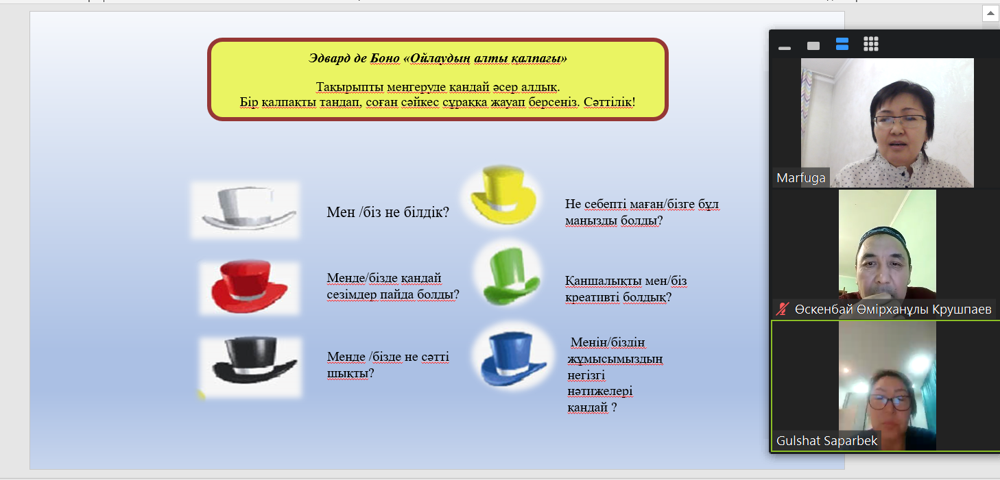 Эдвард де Боно «Ойлаудың алты қалпағы»
Тақырыпты меңгеруде қандай әсер алдық.
Бір қалпақты таңдап, соған сәйкес сұраққа жауап берсеңіз. Сәттілік!
Мен /біз не білдік?
Не себепті маған/бізге бұл
маңызды болды?
Менде/бізде қандай
сезімдер пайда болды?
Қаншалықты мен/біз
креативті болдық?
Менде /бізде не сәтті
шықты?
Менің/біздің
жұмысымыздың
негізгі
нәтижелері
қандай ?
Marfuga
Өскенбай Өмірханұлы Крушпаев
Gulshat Saparbek